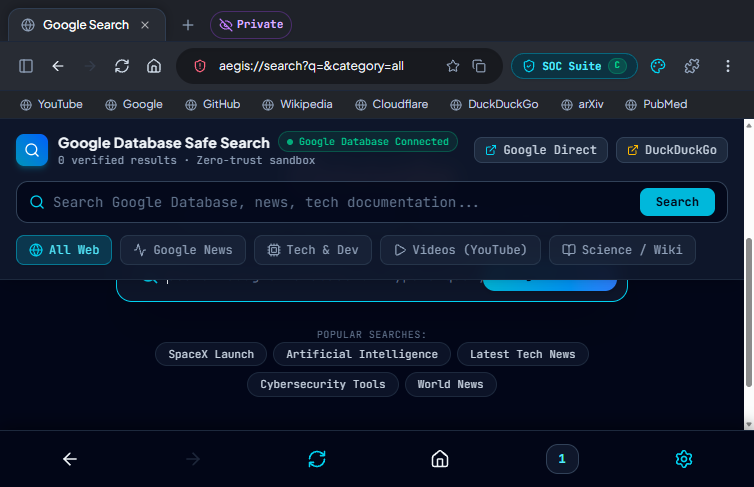 Google Search
Private
aegis://search?q=&category=all
SOC Suite C
YouTube Google GitHub Wikipedia Cloudflare DuckDuckGo arXiv PubMed
Google Database Safe Search
Google Database Connected
0 verified results · Zero-trust sandbox
Google Direct
DuckDuckGo
Search Google Database, news, tech documentation...
Search
All Web
Google News
Tech & Dev
Videos (YouTube)
Science / Wiki
POPULAR SEARCHES:
SpaceX Launch
Artificial Intelligence
Latest Tech News
Cybersecurity Tools
World News
1